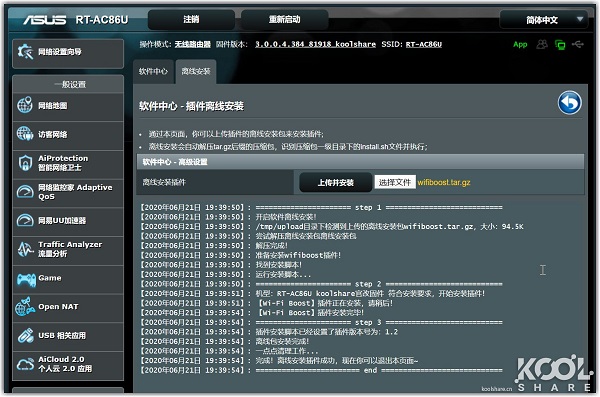 ASUS RT-AC86U 注销 重新启动 简体中文
操作模式: 无线路由器 固件版本: 3.0.0.4.384_81918_koolshare SSID: RT-AC86U App
网络设置向导
一般设置
网络地图
访客网络
AiProtection
智能网络卫士
网络监控家 Adaptive
QoS
网易UU加速器
Traffic Analyzer
流量分析
Game
Open NAT
USB 相关应用
AiCloud 2.0
个人云 2.0 应用
软件中心 离线安装
软件中心 - 插件离线安装
通过本页面，你可以上传插件的离线安装包来安装插件;
离线安装会自动解压tar.gz后缀的压缩包，识别压缩包一级目录下的install.sh文件并执行;
软件中心 - 高级设置
离线安装插件 上传并安装 选择文件 wifiboost.tar.gz
【2020年06月21日 19:39:50】: ==================== step 1 ====================
【2020年06月21日 19:39:50】: 开启软件离线安装!
【2020年06月21日 19:39:50】: /tmp/upload目录下检测到上传的离线安装包wifiboost.tar.gz，大小: 94.5K
【2020年06月21日 19:39:50】: 尝试解压离线安装包离线安装包
【2020年06月21日 19:39:50】: 解压完成!
【2020年06月21日 19:39:50】: 准备安装wifiboost插件!
【2020年06月21日 19:39:50】: 找到安装脚本!
【2020年06月21日 19:39:50】: 运行安装脚本...
【2020年06月21日 19:39:51】: ==================== step 2 ====================
【2020年06月21日 19:39:51】: 机型: RT-AC86U koolshare官改固件 符合安装要求，开始安装插件!
【2020年06月21日 19:39:51】: 【Wi-Fi Boost】插件正在安装，请稍后!
【2020年06月21日 19:39:54】: 【Wi-Fi Boost】插件安装完毕!
【2020年06月21日 19:39:54】: ==================== step 3 ====================
【2020年06月21日 19:39:54】: 插件安装脚本已经设置了插件版本号为: 1.2
【2020年06月21日 19:39:54】: 离线包安装完成!
【2020年06月21日 19:39:54】: 一点点清理工作...
【2020年06月21日 19:39:54】: 完成! 离线安装插件成功，现在你可以退出本页面~
【2020年06月21日 19:39:54】: ==================== end ====================
KOOL
SHARE
koolshare.cn